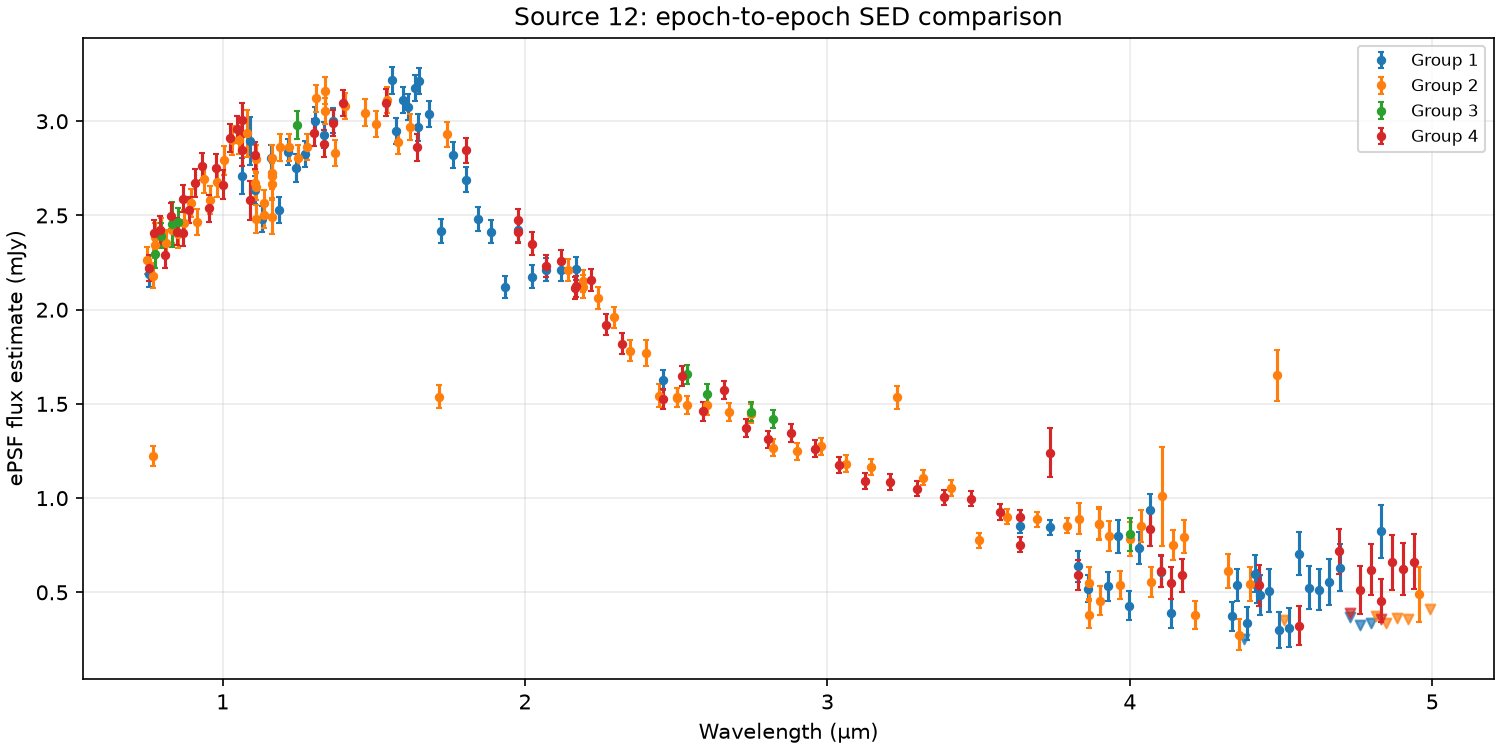 Source 12: epoch-to-epoch SED comparison
ePSF flux estimate (mJy)
3.0
2.5
2.0
1.5
1.0
0.5
Group 1
Group 2
Group 3
Group 4
1 2 3 4 5
Wavelength (µm)